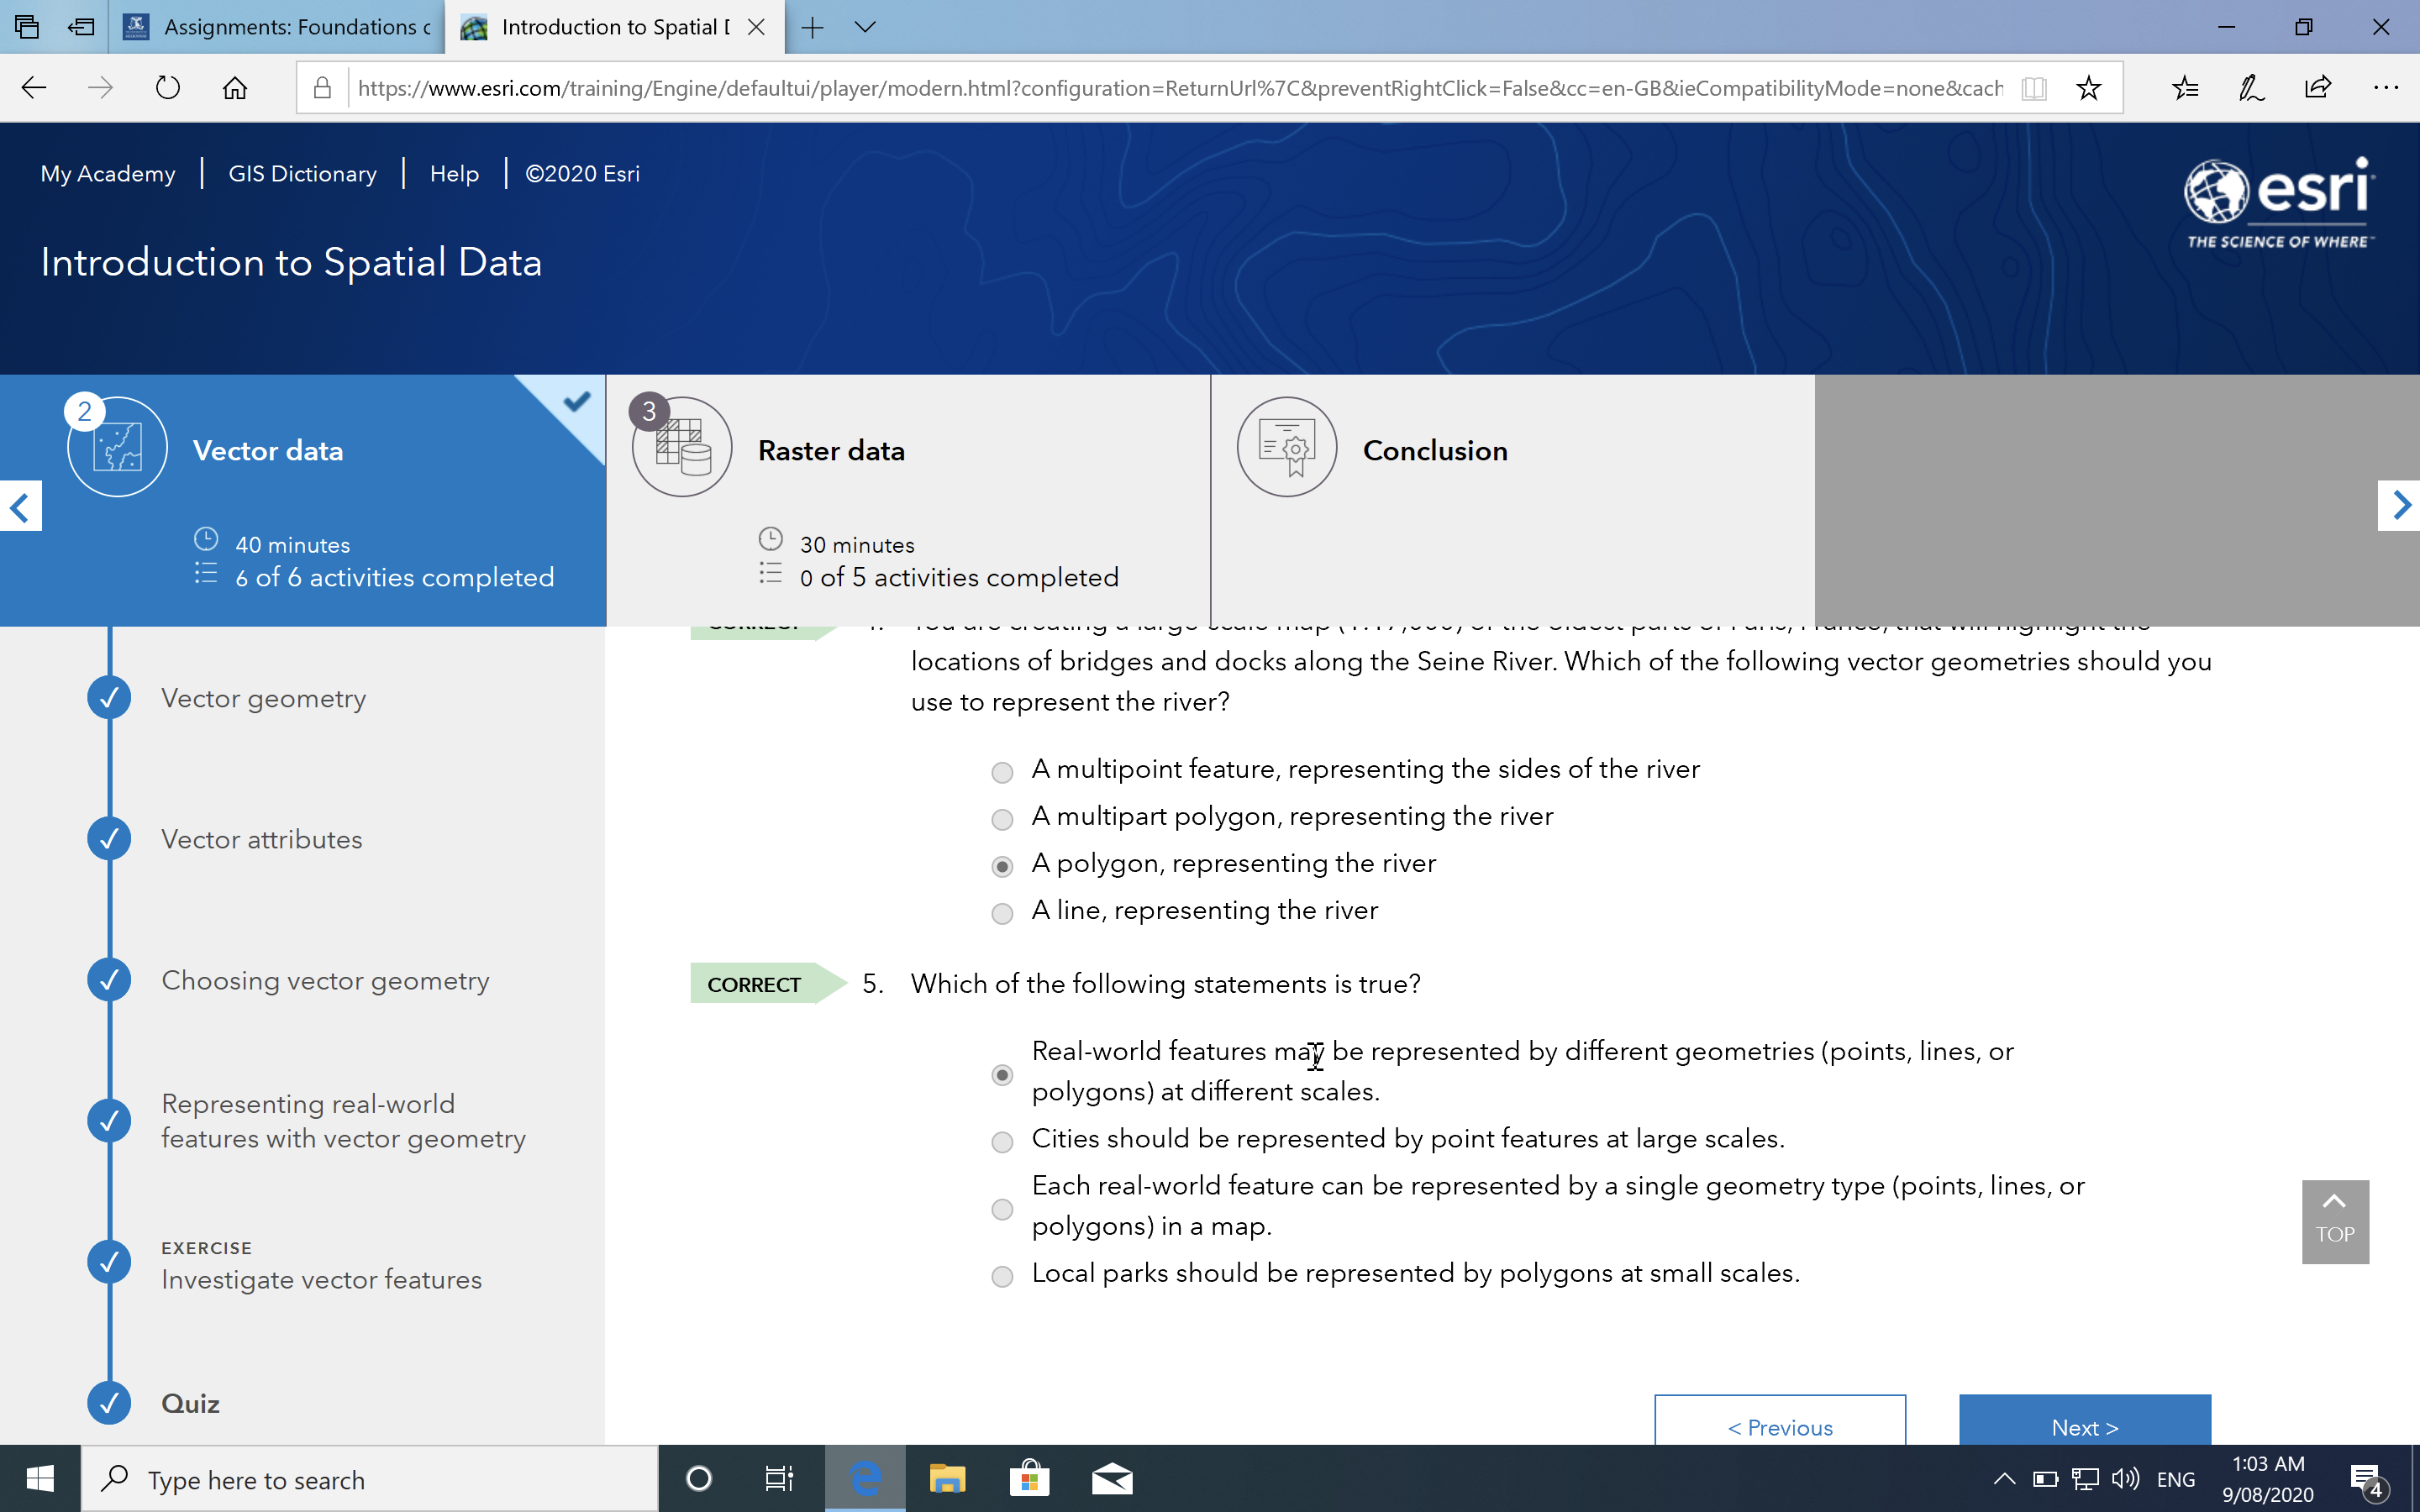 Assignments: Foundations c
Introduction to Spatial D
https://www.esri.com/training/Engine/defaultui/player/modern.html?configuration=ReturnUrl%7C&preventRightClick=False&cc=en-GB&ieCompatibilityMode=none&cach
My Academy | GIS Dictionary | Help | ©2020 Esri
esri
THE SCIENCE OF WHERE™
Introduction to Spatial Data
2
Vector data
40 minutes
6 of 6 activities completed
3
Raster data
30 minutes
0 of 5 activities completed
Conclusion
Vector geometry
Vector attributes
Choosing vector geometry
Representing real-world
features with vector geometry
EXERCISE
Investigate vector features
Quiz
locations of bridges and docks along the Seine River. Which of the following vector geometries should you
use to represent the river?
A multipoint feature, representing the sides of the river
A multipart polygon, representing the river
A polygon, representing the river
A line, representing the river
CORRECT
5. Which of the following statements is true?
Real-world features may be represented by different geometries (points, lines, or
polygons) at different scales.
Cities should be represented by point features at large scales.
Each real-world feature can be represented by a single geometry type (points, lines, or
polygons) in a map.
Local parks should be represented by polygons at small scales.
TOP
< Previous
Next >
Type here to search
ENG
1:03 AM
9/08/2020
4